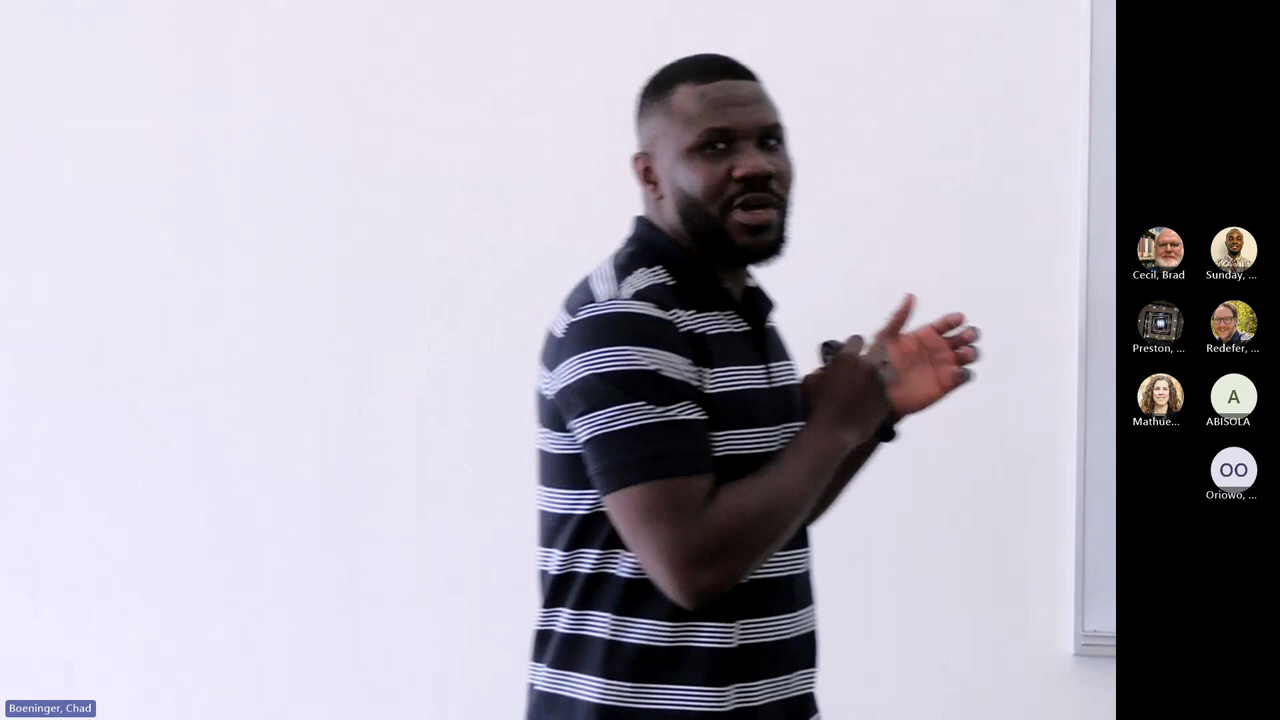 Cecil, Brad
Sunday, ...
Preston, ...
Redefer, ...
Mathue...
A
ABISOLA
OO
Oriowo, ...
Boeninger, Chad